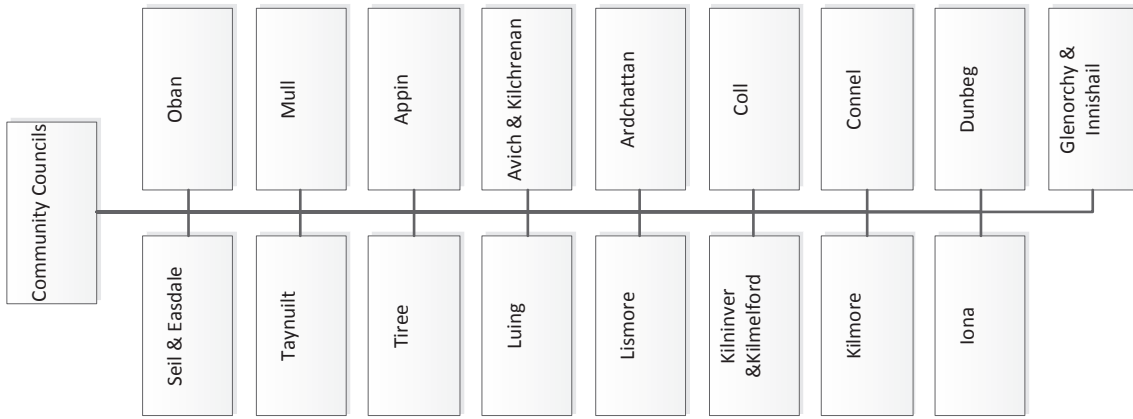 Community Councils
Seil & Easdale
Oban
Taynuilt
Mull
Tiree
Appin
Luing
Avich & Kilchrenan
Lismore
Ardchattan
Kilninver
&Kilmelford
Coll
Kilmore
Connel
Iona
Dunbeg
Glenorchy &
Innishail